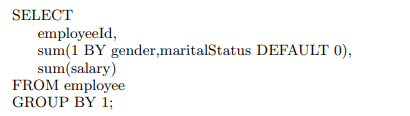 SELECT
employeeId,
sum(1 BY gender,maritalStatus DEFAULT 0),
sum(salary)
FROM employee
GROUP BY 1;